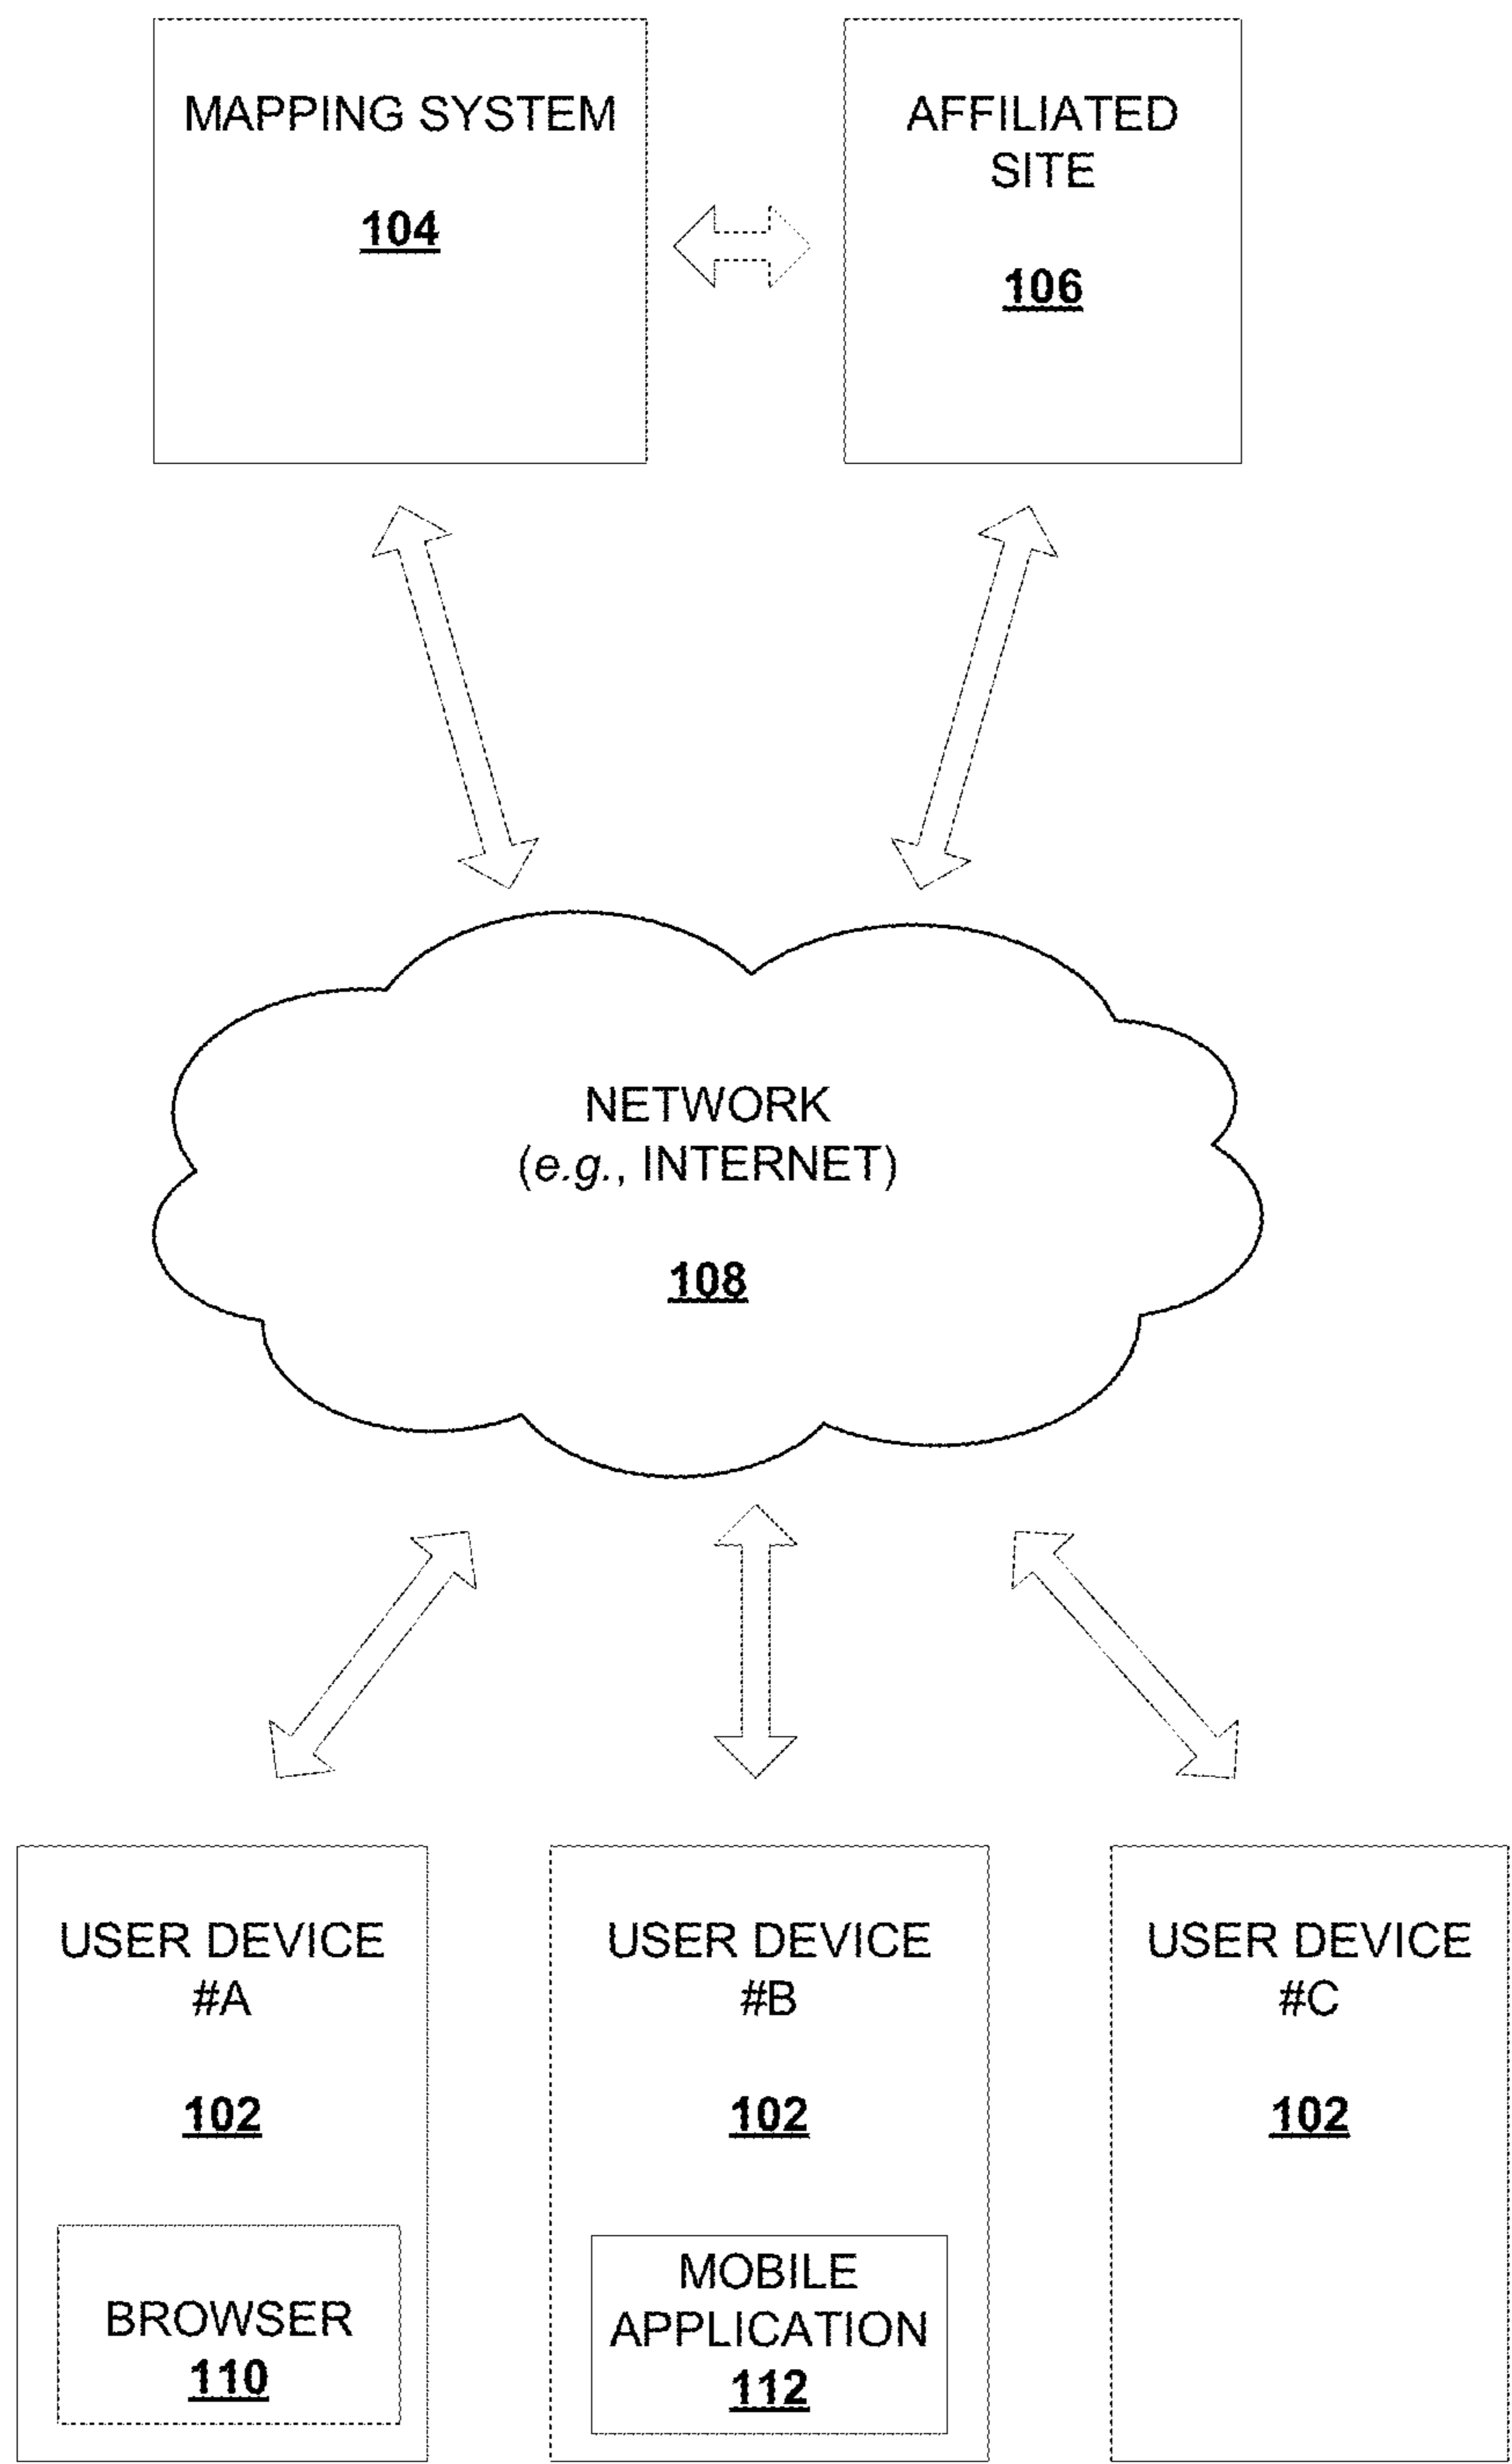 MAPPING SYSTEM
104
AFFILIATED
SITE
106
NETWORK
(e.g., INTERNET)
108
USER DEVICE
#A
102
BROWSER
110
USER DEVICE
#B
102
MOBILE
APPLICATION
112
USER DEVICE
#C
102